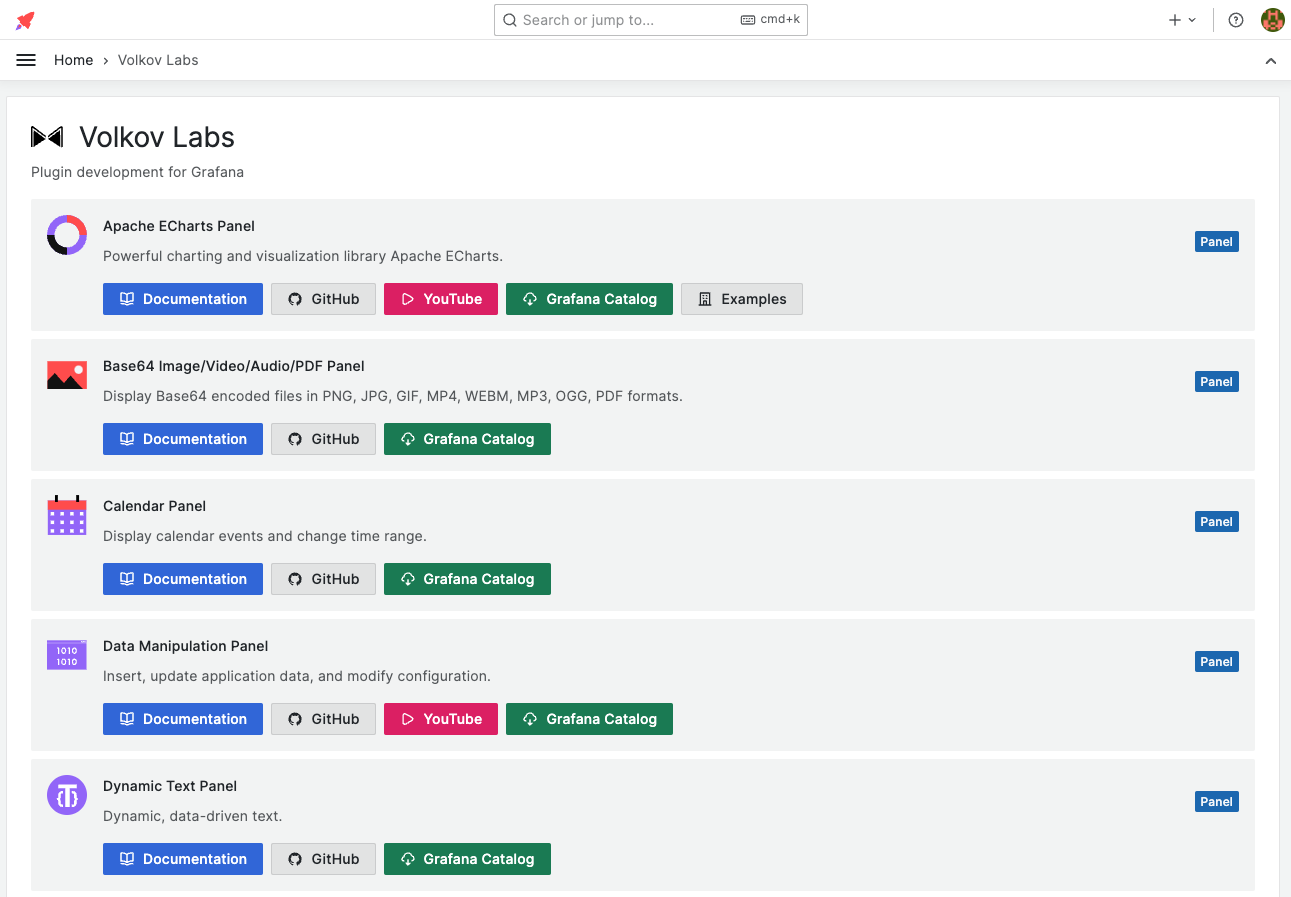 Search or jump to... cmd+k
Home › Volkov Labs
Volkov Labs
Plugin development for Grafana
Apache ECharts Panel
Panel
Powerful charting and visualization library Apache ECharts.
Documentation GitHub YouTube Grafana Catalog Examples
Base64 Image/Video/Audio/PDF Panel
Panel
Display Base64 encoded files in PNG, JPG, GIF, MP4, WEBM, MP3, OGG, PDF formats.
Documentation GitHub Grafana Catalog
Calendar Panel
Panel
Display calendar events and change time range.
Documentation GitHub Grafana Catalog
1010
1010
Data Manipulation Panel
Panel
Insert, update application data, and modify configuration.
Documentation GitHub YouTube Grafana Catalog
Dynamic Text Panel
Panel
Dynamic, data-driven text.
Documentation GitHub Grafana Catalog